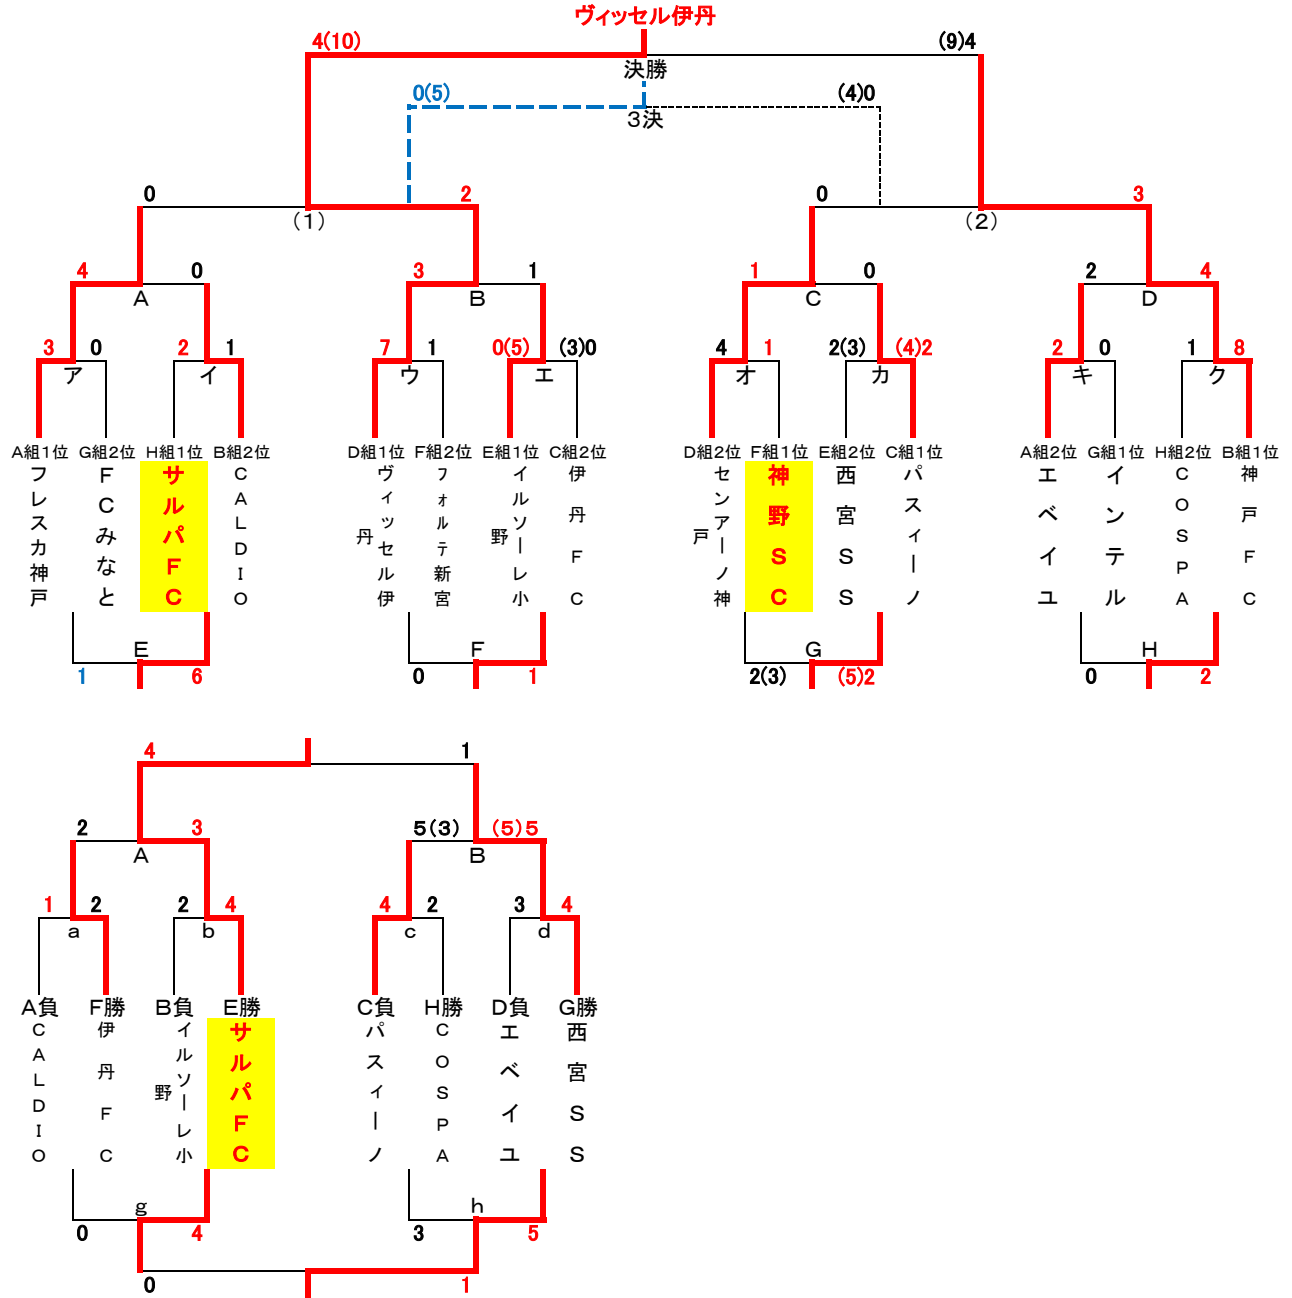 ヴィッセル伊丹
4(10) (9)4
決勝
0(5) (4)0
3決
0 2 0 3
(1) (2)
4 0 3 1 1 0 2 4
A B C D
3 0 2 1 7 1 0(5) (3)0 4 1 2(3) (4)2 2 0 1 8
ア イ ウ エ オ カ キ ク
A組1位 G組2位 H組1位 B組2位 D組1位 F組2位 E組1位 C組2位 D組2位 F組1位 E組2位 C組1位 A組2位 G組1位 H組2位 B組1位
フレスカ神戸
FCみなと
サルパFC
CALDIO
ヴィッセル伊丹
フォルテ新宮
イルソーレ小野
伊丹FC
センアーノ神戸
神野SC
西宮SS
パスィーノ
エベイユ
インテル
COSPA
神戸FC
E F G H
1 6 0 1 2(3) (5)2 0 2
4 1
2 3 5(3) (5)5
A B
1 2 2 4 4 2 3 4
a b c d
A負 F勝 B負 E勝 C負 H勝 D負 G勝
CALDIO
伊丹FC
イルソーレ小野
サルパFC
パスィーノ
COSPA
エベイユ
西宮SS
g h
0 4 3 5
0 1